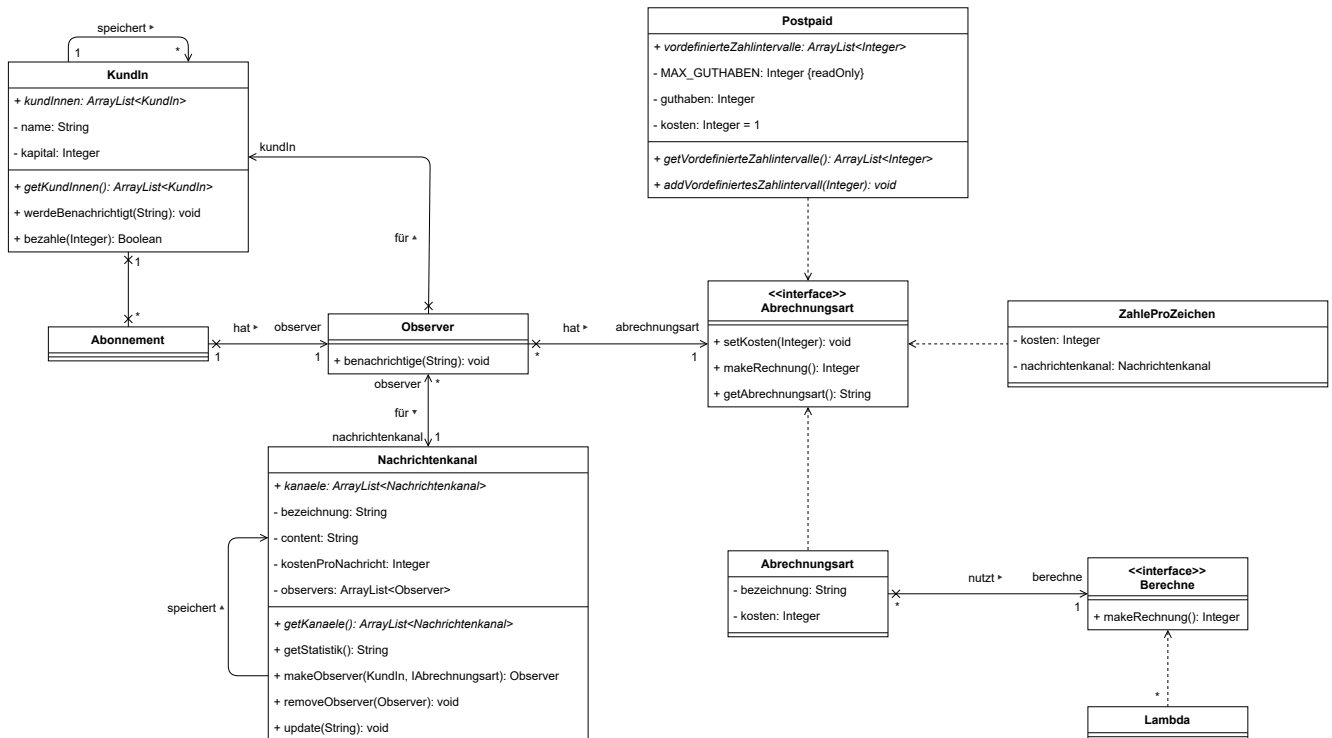 speichert ▸
1
*
KundIn
+ kundInnen: ArrayList<KundIn>
- name: String
- kapital: Integer
+ getKundInnen(): ArrayList<KundIn>
+ werdeBenachrichtigt(String): void
+ bezahle(Integer): Boolean
kundIn
für ▴
1
*
Postpaid
+ vordefinierteZahlintervalle: ArrayList<Integer>
- MAX_GUTHABEN: Integer {readOnly}
- guthaben: Integer
- kosten: Integer = 1
+ getVordefinierteZahlintervalle(): ArrayList<Integer>
+ addVordefiniertesZahlintervall(Integer): void
Abonnement
hat ▸
observer
1
1
Observer
+ benachrichtige(String): void
hat ▸
abrechnungsart
*
1
<<interface>>
Abrechnungsart
+ setKosten(Integer): void
+ makeRechnung(): Integer
+ getAbrechnungsart(): String
ZahleProZeichen
- kosten: Integer
- nachrichtenkanal: Nachrichtenkanal
observer
*
für ▾
nachrichtenkanal
1
Nachrichtenkanal
+ kanaele: ArrayList<Nachrichtenkanal>
- bezeichnung: String
- content: String
- kostenProNachricht: Integer
- observers: ArrayList<Observer>
speichert ▴
+ getKanaele(): ArrayList<Nachrichtenkanal>
+ getStatistik(): String
+ makeObserver(KundIn, IAbrechnungsart): Observer
+ removeObserver(Observer): void
+ update(String): void
Abrechnungsart
- bezeichnung: String
- kosten: Integer
nutzt ▸
berechne
*
1
<<interface>>
Berechne
+ makeRechnung(): Integer
*
Lambda